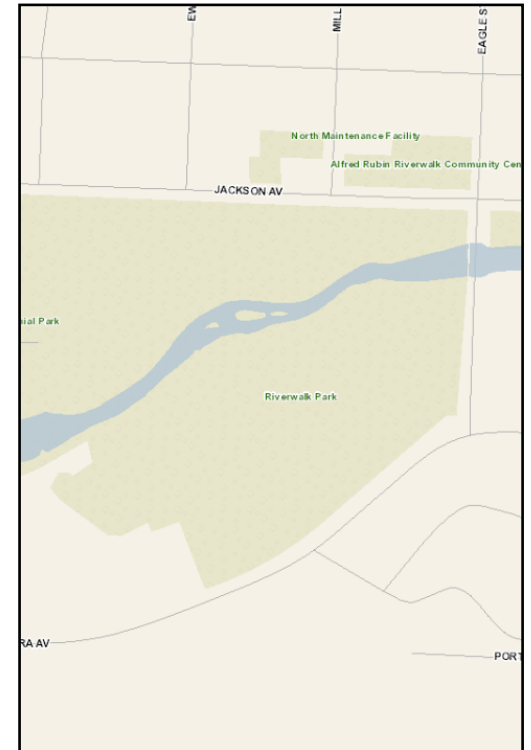 EW
MILL
EAGLE S
North Maintenance Facility
Alfred Rubin Riverwalk Community Cen
JACKSON AV
nial Park
Riverwalk Park
RA AV
PORT